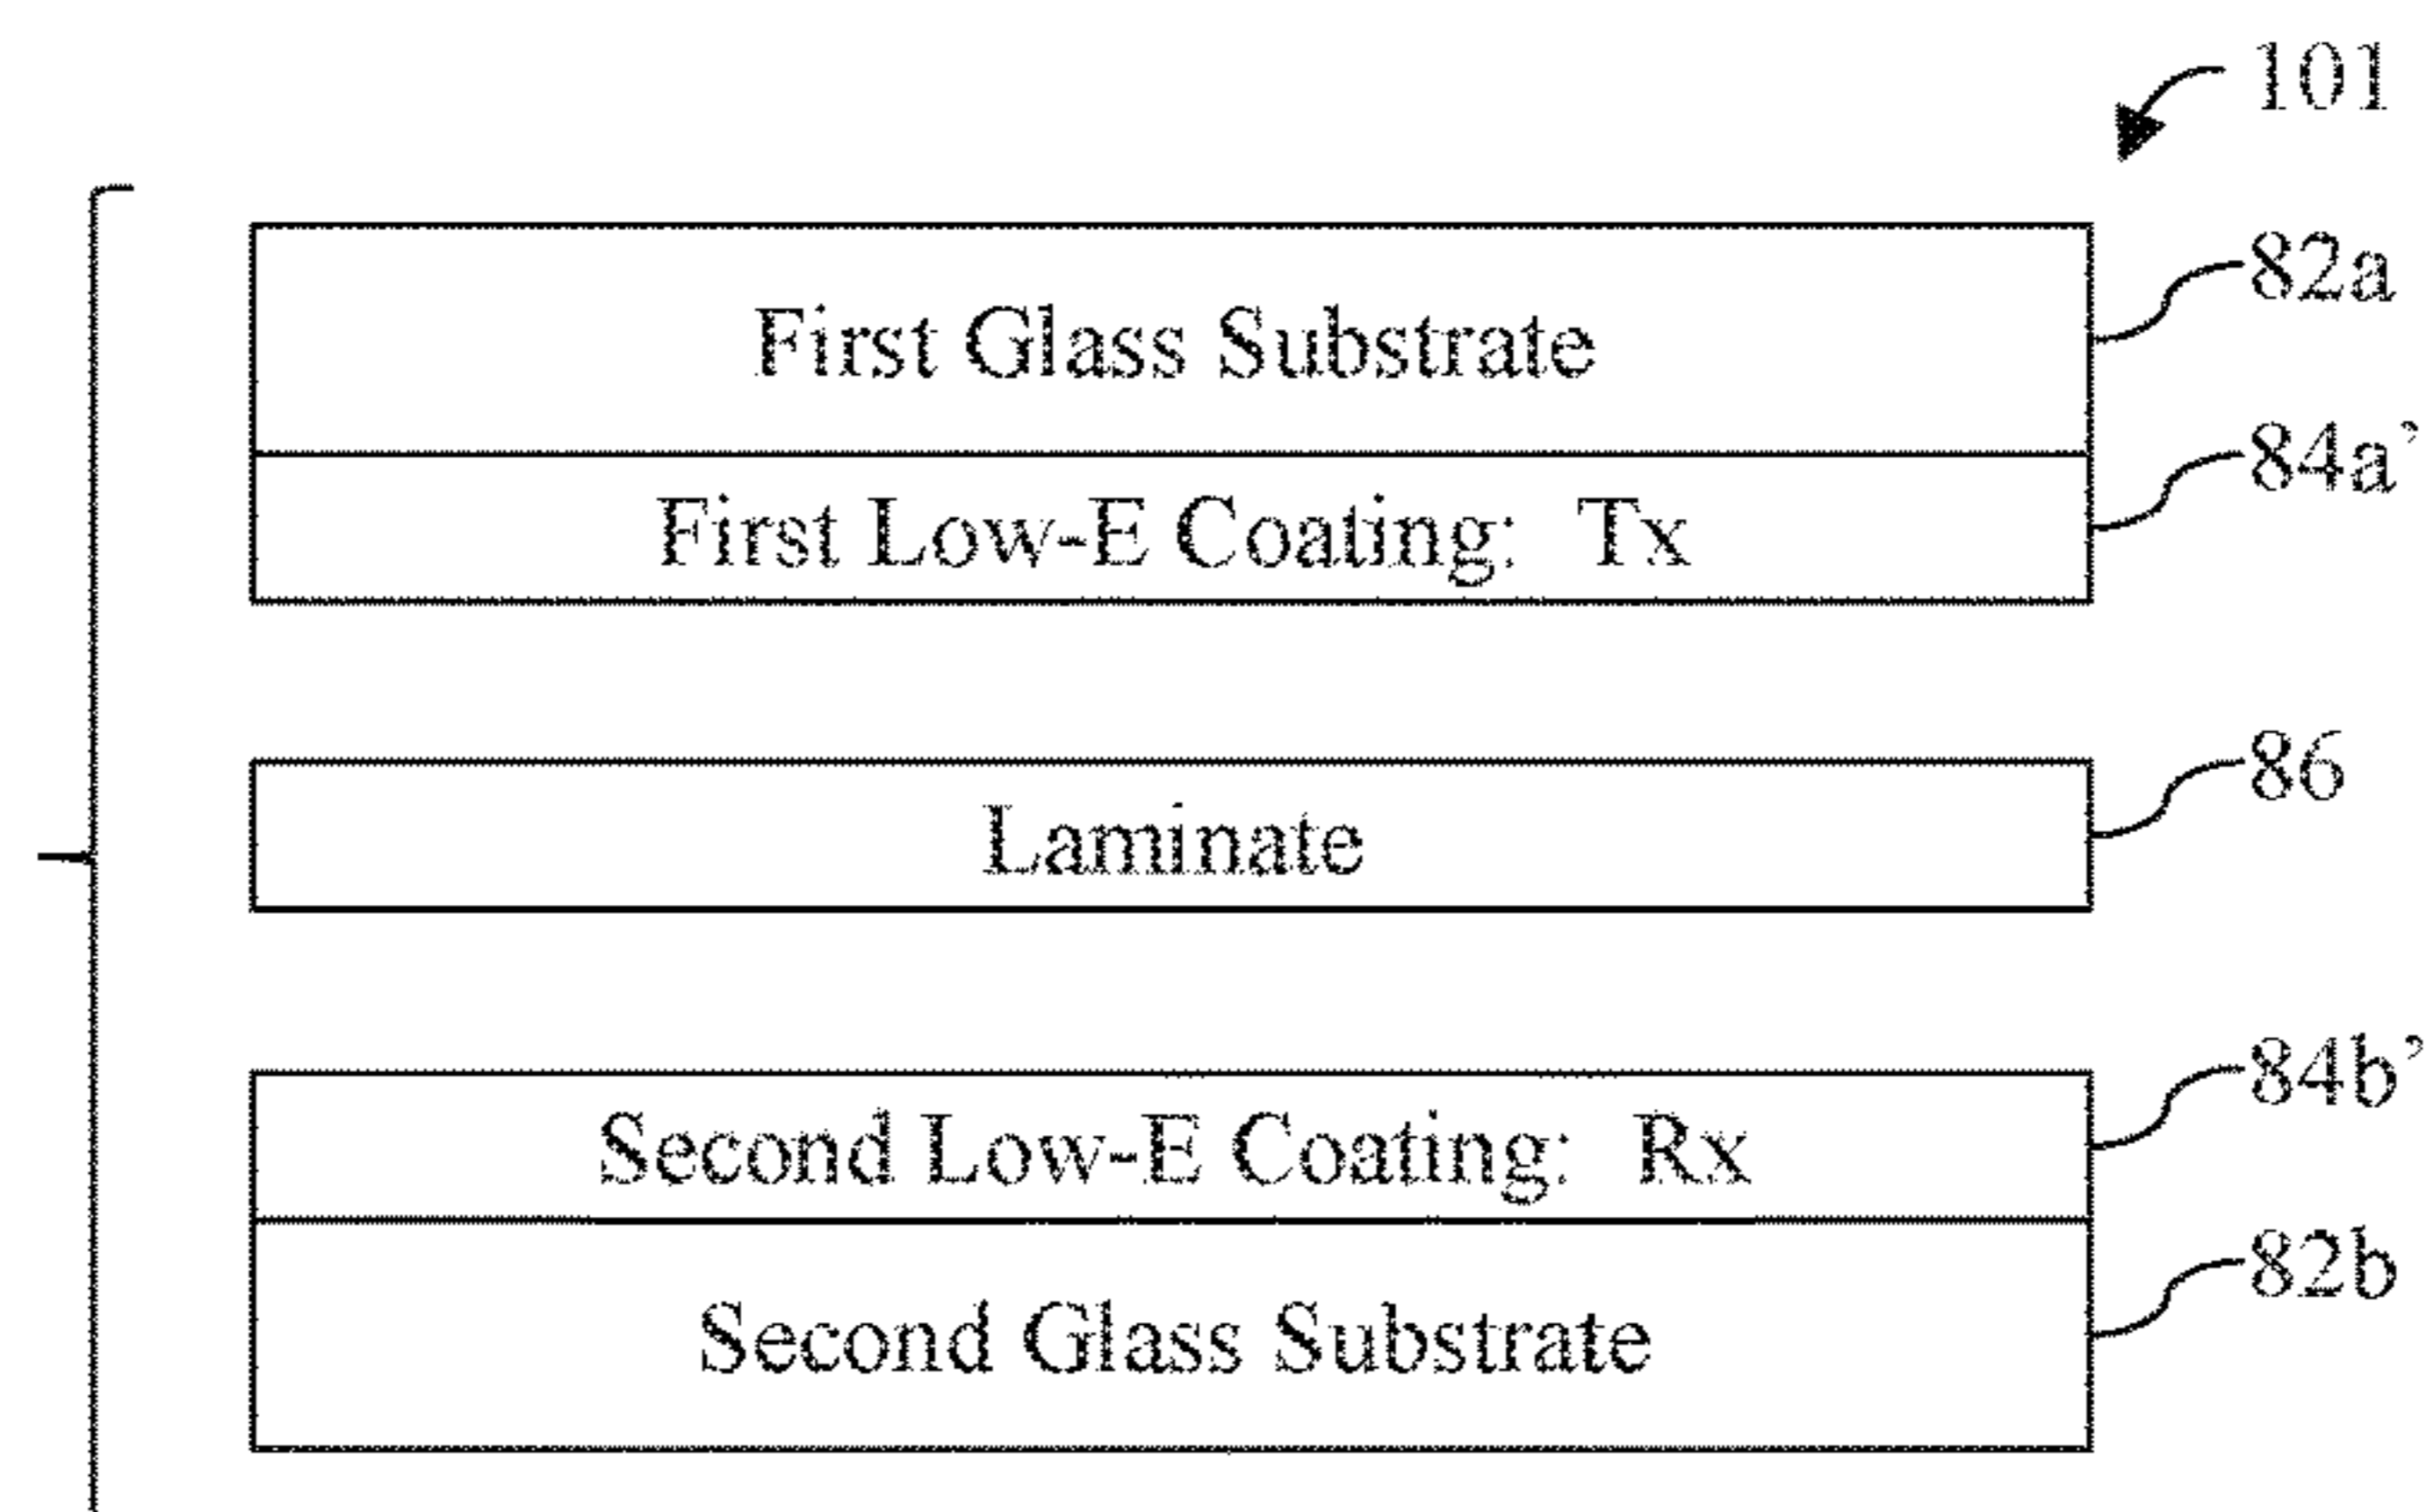 101
First Glass Substrate
82a
First Low-E Coating: Tx
84a’
Laminate
86
Second Low-E Coating: Rx
84b’
Second Glass Substrate
82b